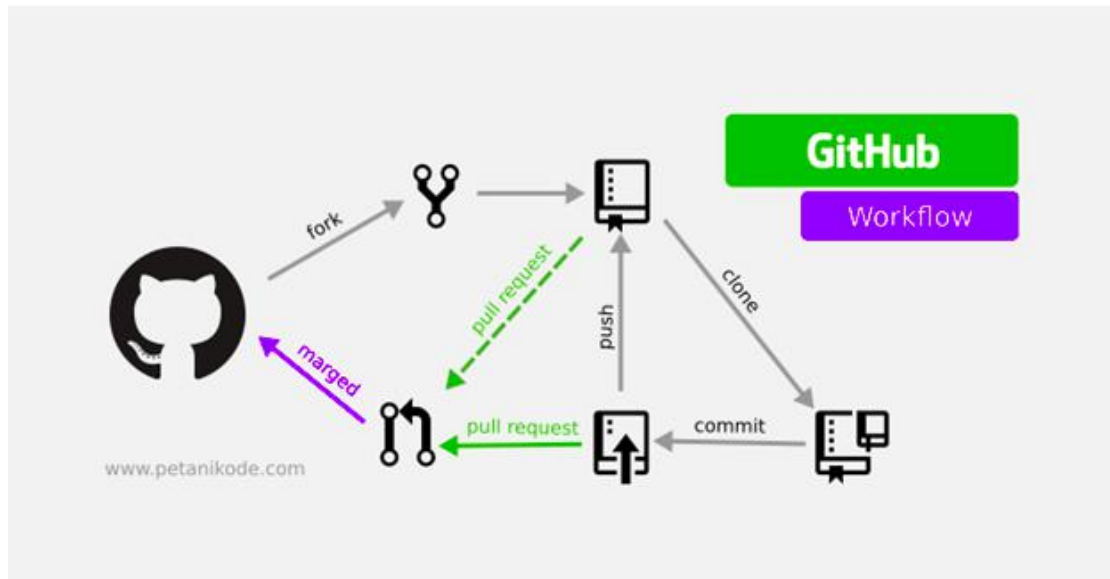 GitHub
Workflow
fork
pull request
clone
push
marged
pull request
commit
www.petanikode.com